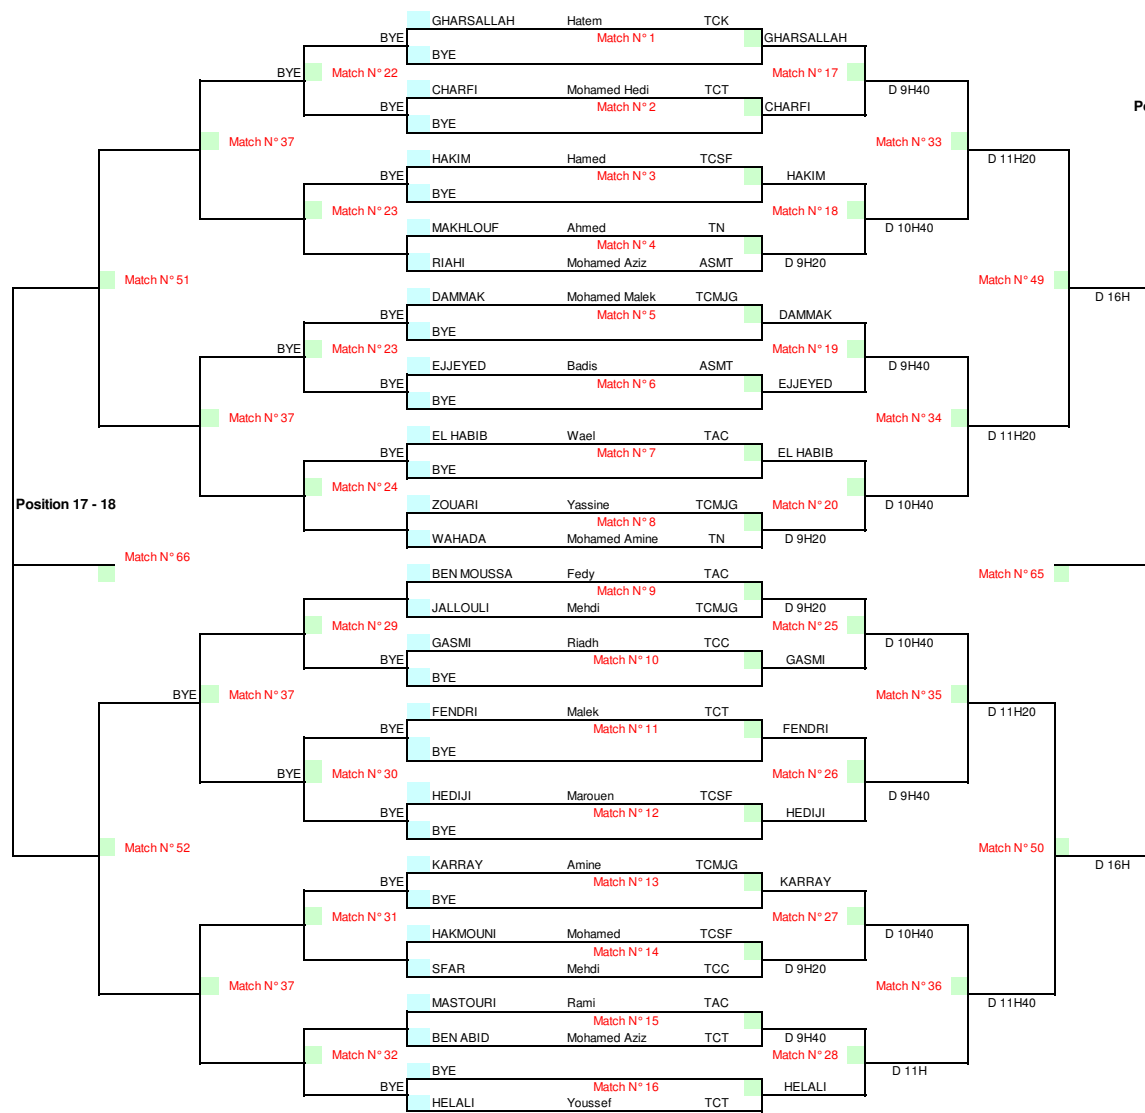 GHARSALLAH Hatem TCK
BYE Match N° 1 GHARSALLAH
BYE
BYE Match N° 22 Match N° 17
CHARFI Mohamed Hedi TCT D 9H40
BYE Match N° 2 CHARFI Po
BYE
Match N° 37 Match N° 33
HAKIM Hamed TCSF D 11H20
BYE Match N° 3 HAKIM
BYE
Match N° 23 Match N° 18
MAKHLOUF Ahmed TN D 10H40
Match N° 4
RIAHI Mohamed Aziz ASMT D 9H20
Match N° 51 Match N° 49
DAMMAK Mohamed Malek TCMJG D 16H
BYE Match N° 5 DAMMAK
BYE
BYE Match N° 23 Match N° 19
EJJEYED Badis ASMT D 9H40
BYE Match N° 6 EJJEYED
BYE
Match N° 37 Match N° 34
EL HABIB Wael TAC D 11H20
BYE Match N° 7 EL HABIB
BYE
Match N° 24
Position 17 - 18 ZOUARI Yassine TCMJG Match N° 20 D 10H40
Match N° 8
WAHADA Mohamed Amine TN D 9H20
Match N° 66
BEN MOUSSA Fedy TAC Match N° 65
Match N° 9
JALLOULI Mehdi TCMJG D 9H20
Match N° 29 Match N° 25
GASMI Riadh TCC D 10H40
BYE Match N° 10 GASMI
BYE
BYE Match N° 37 Match N° 35
FENDRI Malek TCT D 11H20
BYE Match N° 11 FENDRI
BYE
BYE Match N° 30 Match N° 26
HEDIJI Marouen TCSF D 9H40
BYE Match N° 12 HEDIJI
BYE
Match N° 52 Match N° 50
KARRAY Amine TCMJG D 16H
BYE Match N° 13 KARRAY
BYE
Match N° 31 Match N° 27
HAKMOUNI Mohamed TCSF D 10H40
Match N° 14
SFAR Mehdi TCC D 9H20
Match N° 37 Match N° 36
MASTOURI Rami TAC D 11H40
Match N° 15
BEN ABID Mohamed Aziz TCT D 9H40
Match N° 32 Match N° 28
BYE D 11H
BYE Match N° 16 HELALI
HELALI Youssef TCT